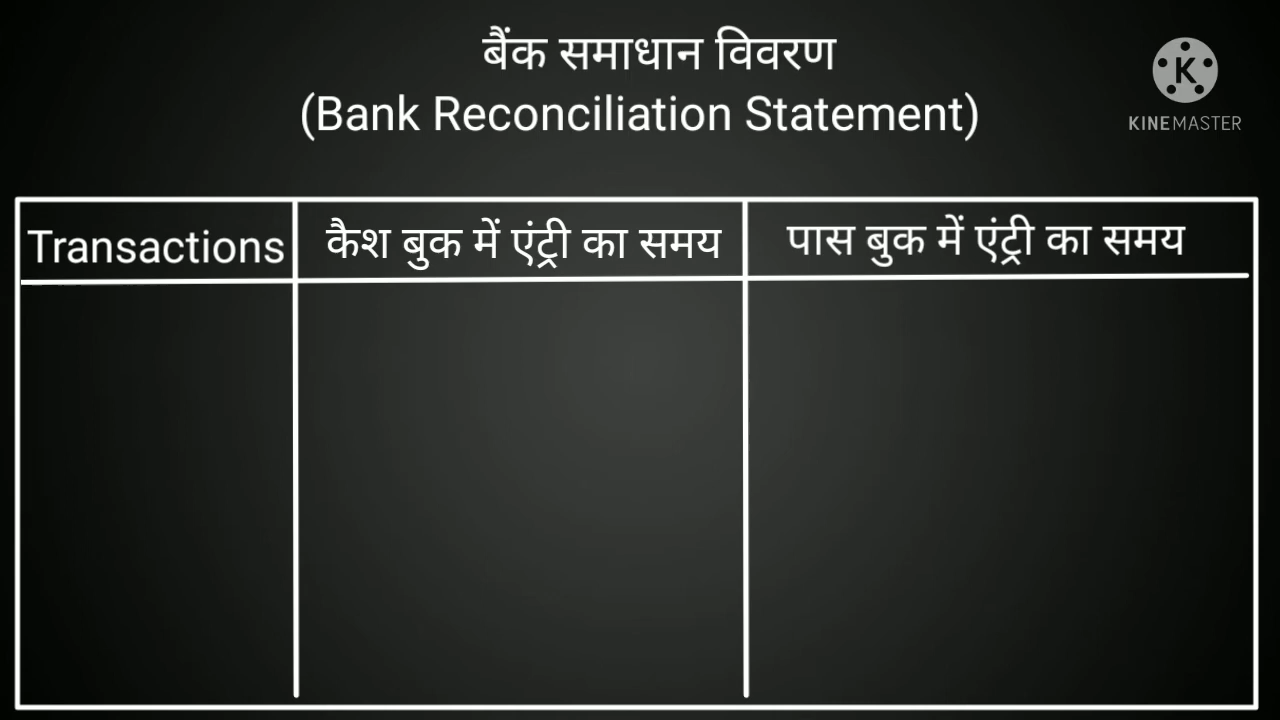 बैंक समाधान विवरण
(Bank Reconciliation Statement)
K
KINEMASTER
Transactions
कैश बुक में एंट्री का समय
पास बुक में एंट्री का समय